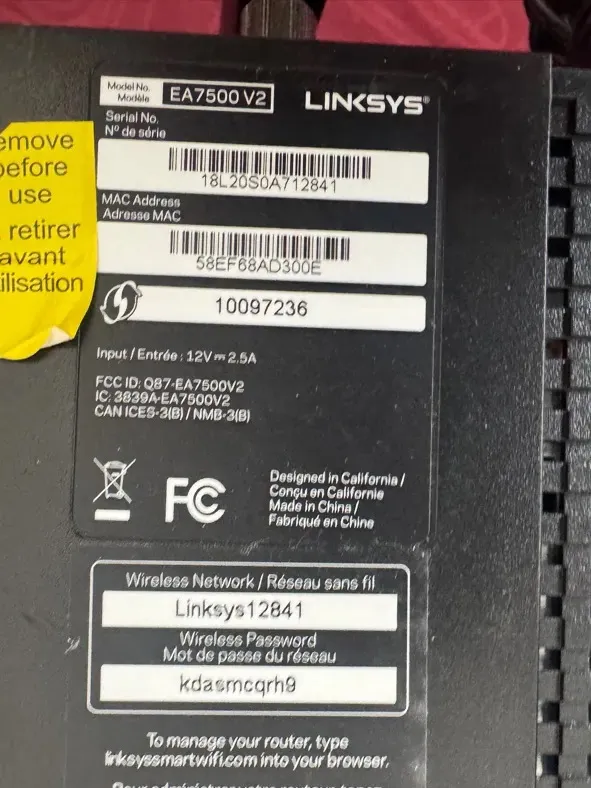 Model No.
Modèle
EA7500 V2
LINKSYS®
Serial No.
N° de série
18L20S0A712841
MAC Address
Adresse MAC
58EF68AD300E
10097236
Input / Entrée : 12V⎓2.5A
FCC ID: Q87-EA7500V2
IC: 3839A-EA7500V2
CAN ICES-3(B) / NMB-3(B)
FC
Designed in California /
Conçu en Californie
Made in China /
Fabriqué en Chine
before
use
retirer
avant
Wireless Network / Réseau sans fil
Linksys12841
Wireless Password
Mot de passe du réseau
kdasmcqrh9
To manage your router, type
linksyssmartwifi.com into your browser.